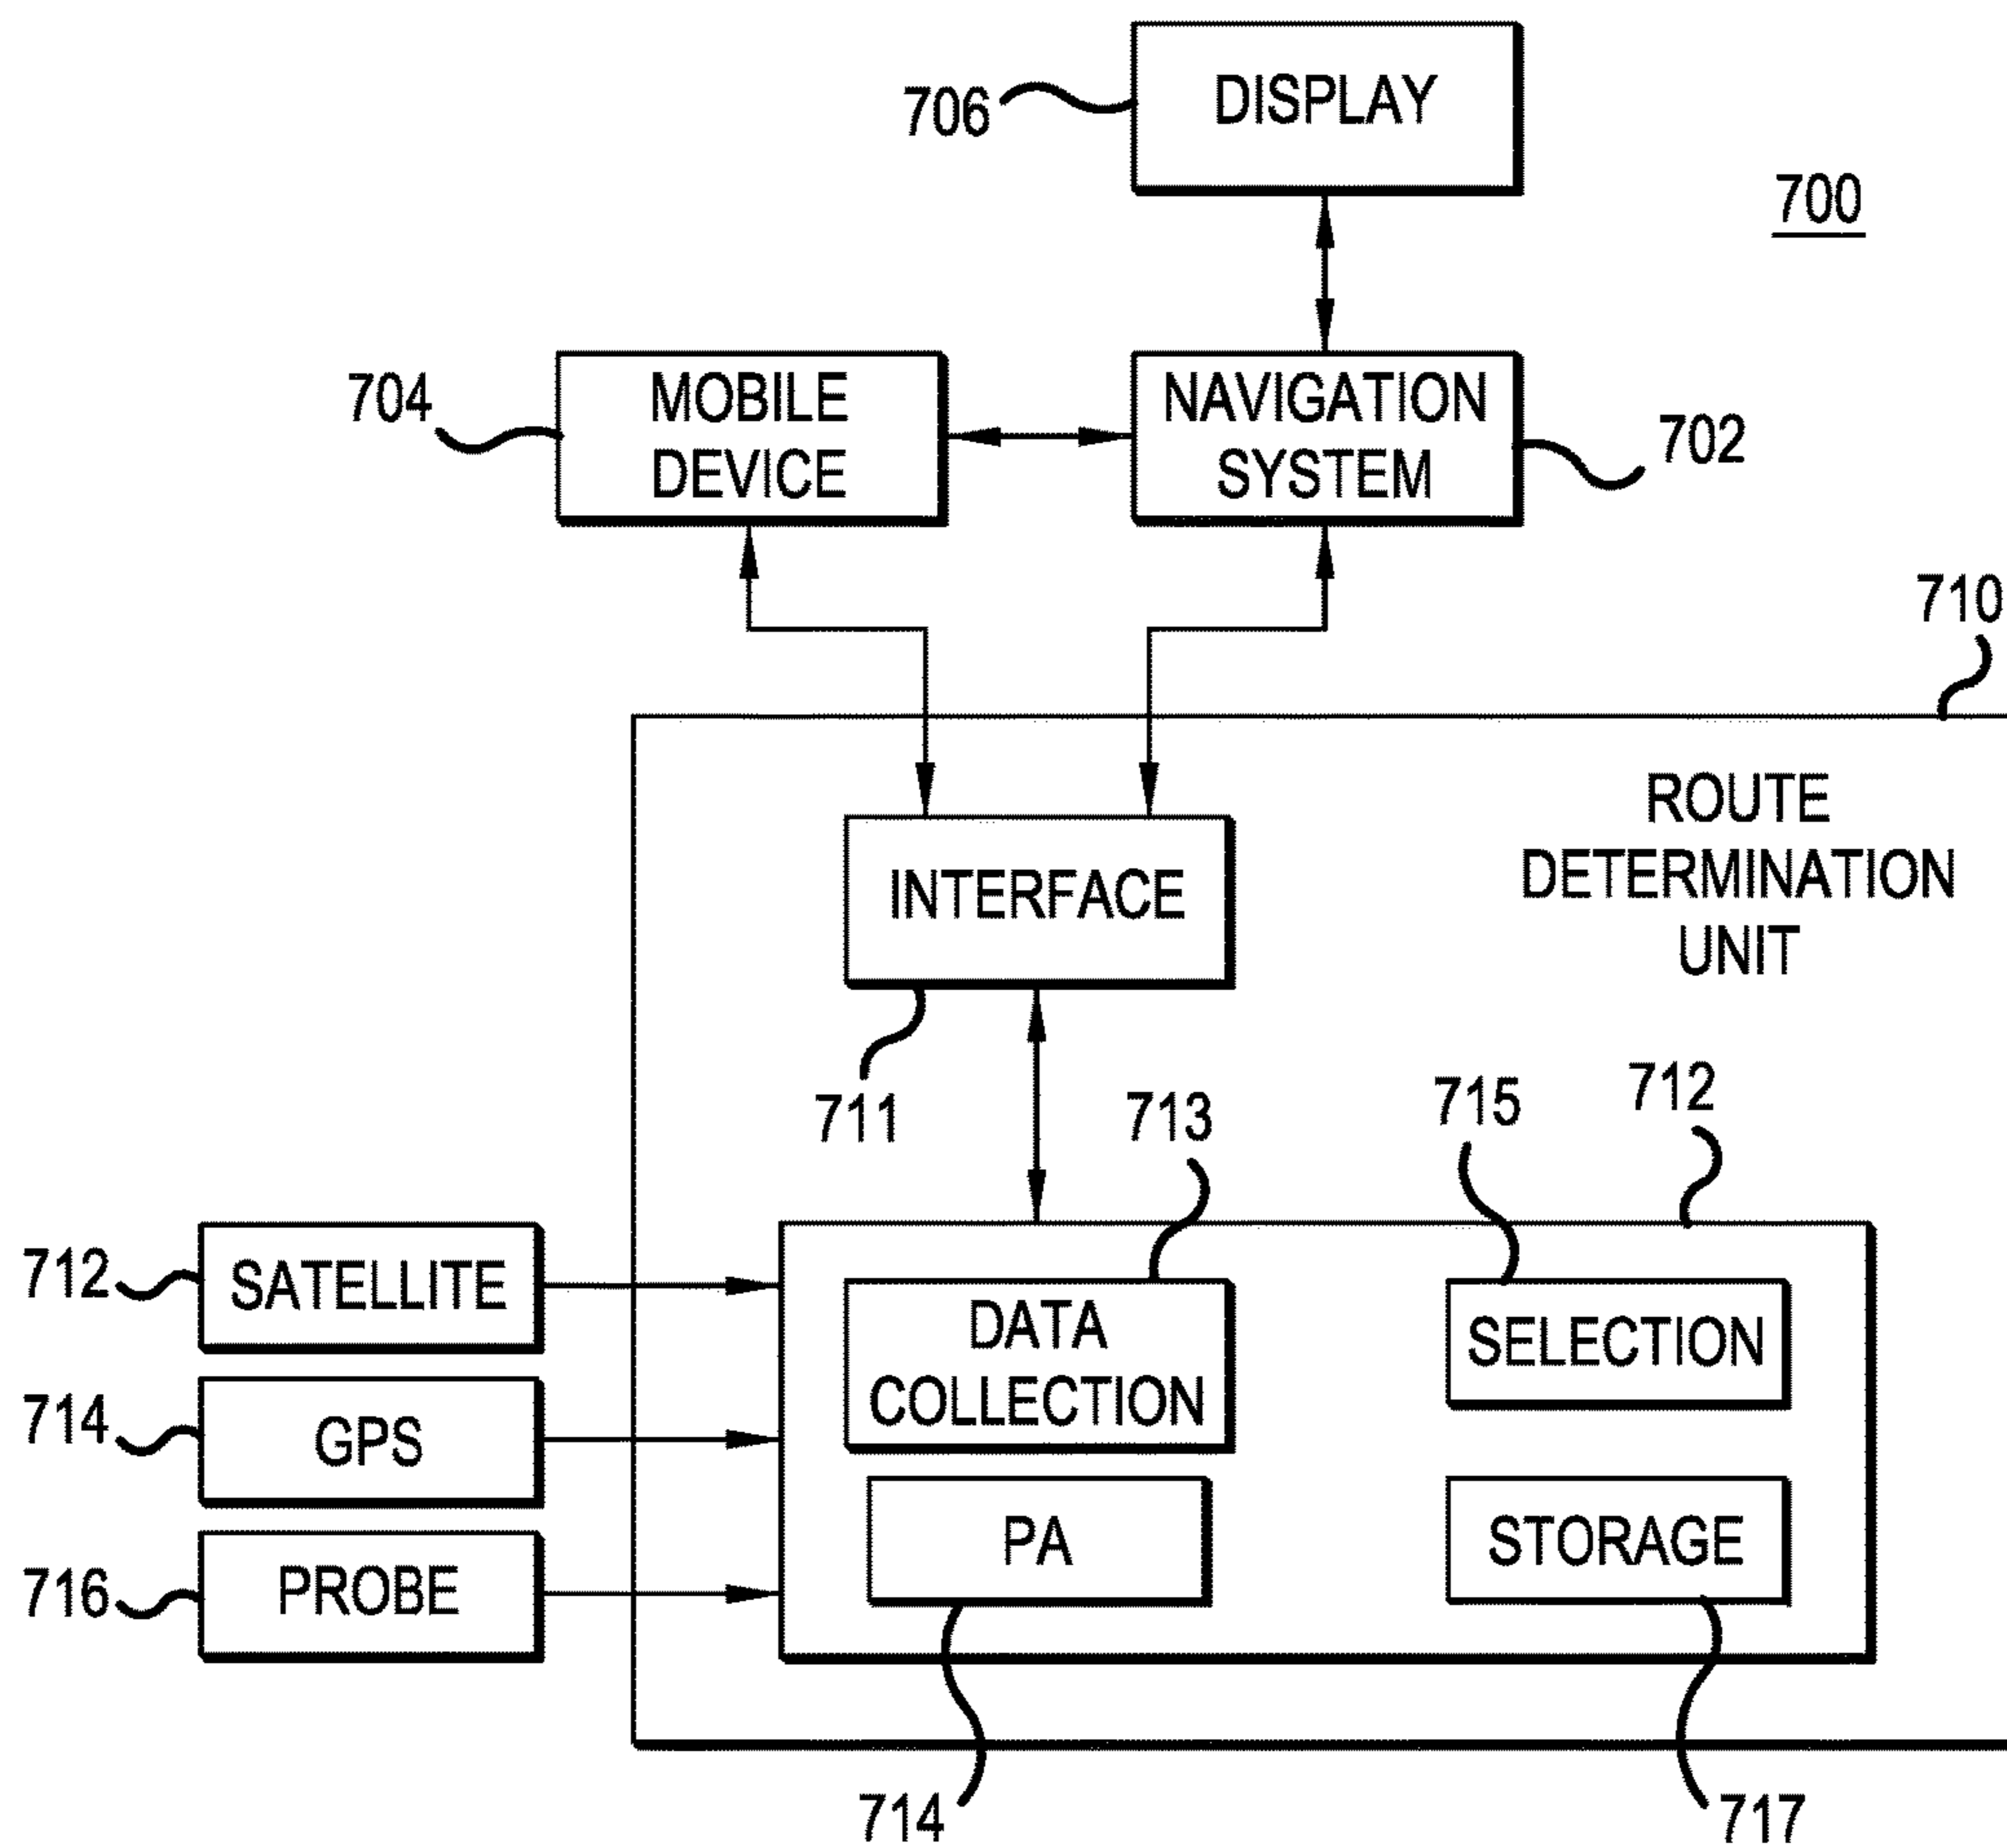 DISPLAY
706
700
MOBILE
DEVICE
704
NAVIGATION
SYSTEM
702
710
ROUTE
DETERMINATION
UNIT
INTERFACE
711
713
715
712
712
SATELLITE
DATA
COLLECTION
SELECTION
714
GPS
PA
STORAGE
716
PROBE
714
717